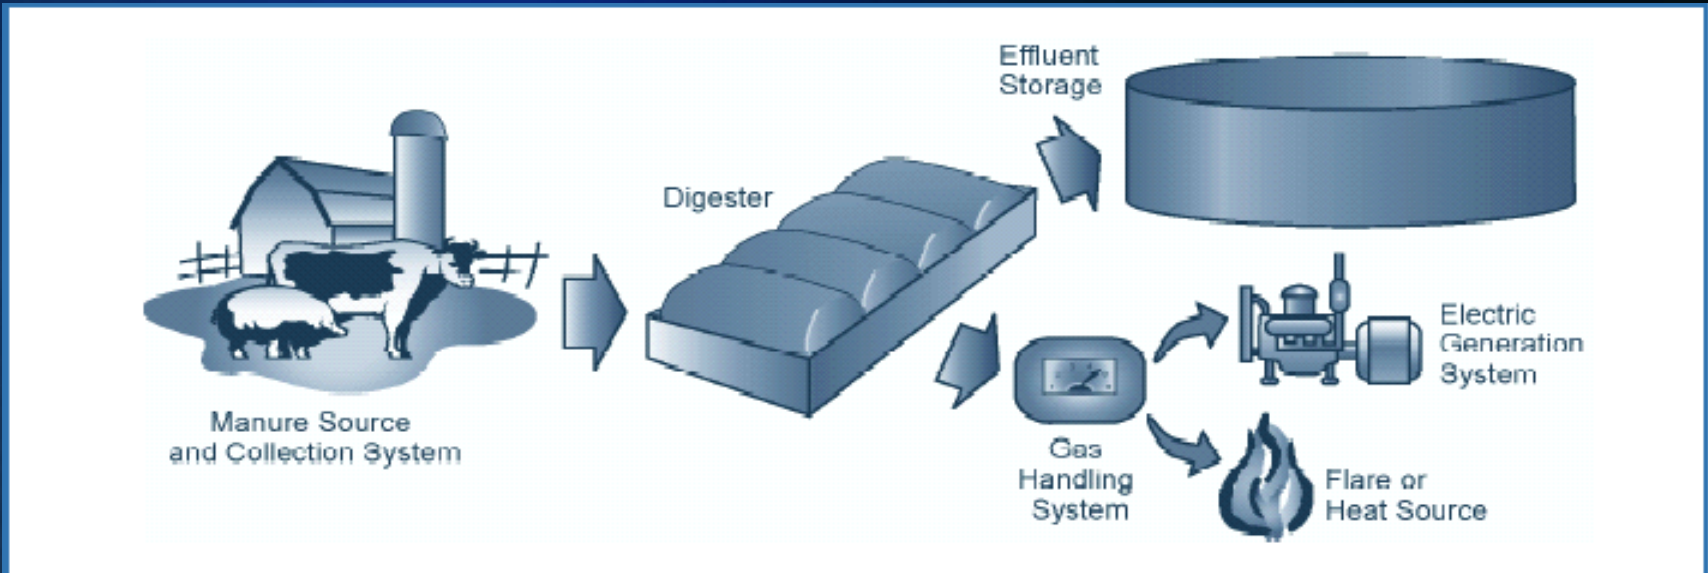 Effluent
Storage
Digester
Manure Source
and Collection System
Gas
Handling
System
Electric
Generation
System
Flare or
Heat Source